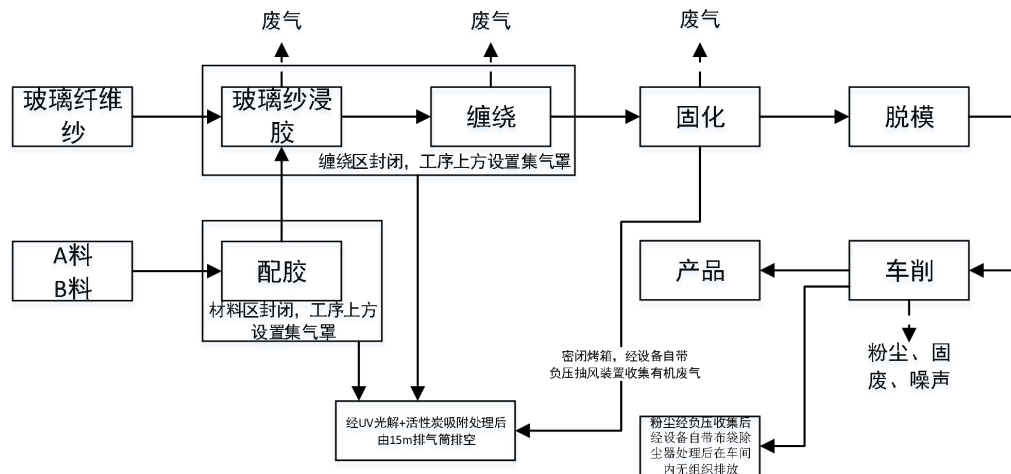 废气
废气
废气
玻璃纤维
纱
玻璃纱浸
胶
缠绕
固化
脱模
缠绕区封闭，工序上方设置集气罩
A料
B料
配胶
产品
车削
材料区封闭，工序上方
设置集气罩
粉尘、固
废、噪声
密闭烤箱，经设备自带
负压抽风装置收集有机废气
经UV光解+活性炭吸附处理后
由15m排气筒排空
粉尘经负压收集后
经设备自带布袋除
尘器处理后在车间
内无组织排放